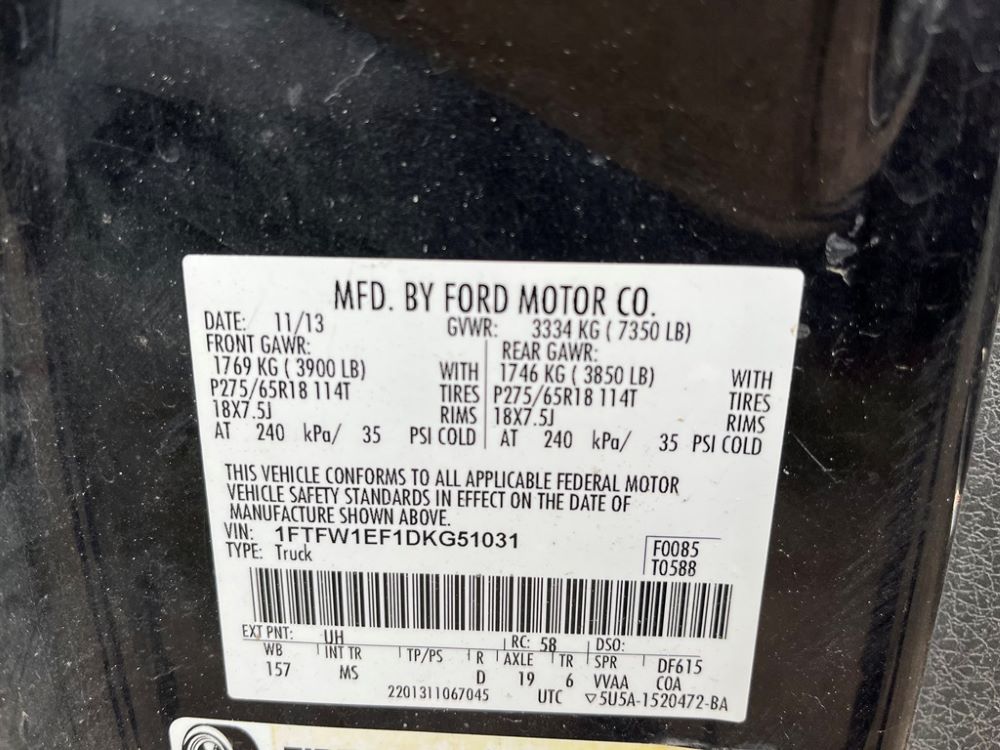 MFD. BY FORD MOTOR CO.
DATE: 11/13 GVWR: 3334 KG ( 7350 LB)
FRONT GAWR: REAR GAWR:
1769 KG ( 3900 LB) WITH 1746 KG ( 3850 LB) WITH
P275/65R18 114T TIRES P275/65R18 114T TIRES
18X7.5J RIMS 18X7.5J RIMS
AT 240 kPa/ 35 PSI COLD AT 240 kPa/ 35 PSI COLD
THIS VEHICLE CONFORMS TO ALL APPLICABLE FEDERAL MOTOR
VEHICLE SAFETY STANDARDS IN EFFECT ON THE DATE OF
MANUFACTURE SHOWN ABOVE.
VIN: 1FTFW1EF1DKG51031
TYPE: Truck
F0085
T0588
EXT PNT: UH RC: 58 DSO:
WB INT TR TP/PS R AXLE TR SPR DF615
157 MS D 19 6 VVAA COA
2201311067045 UTC ▽5U5A-1520472-BA